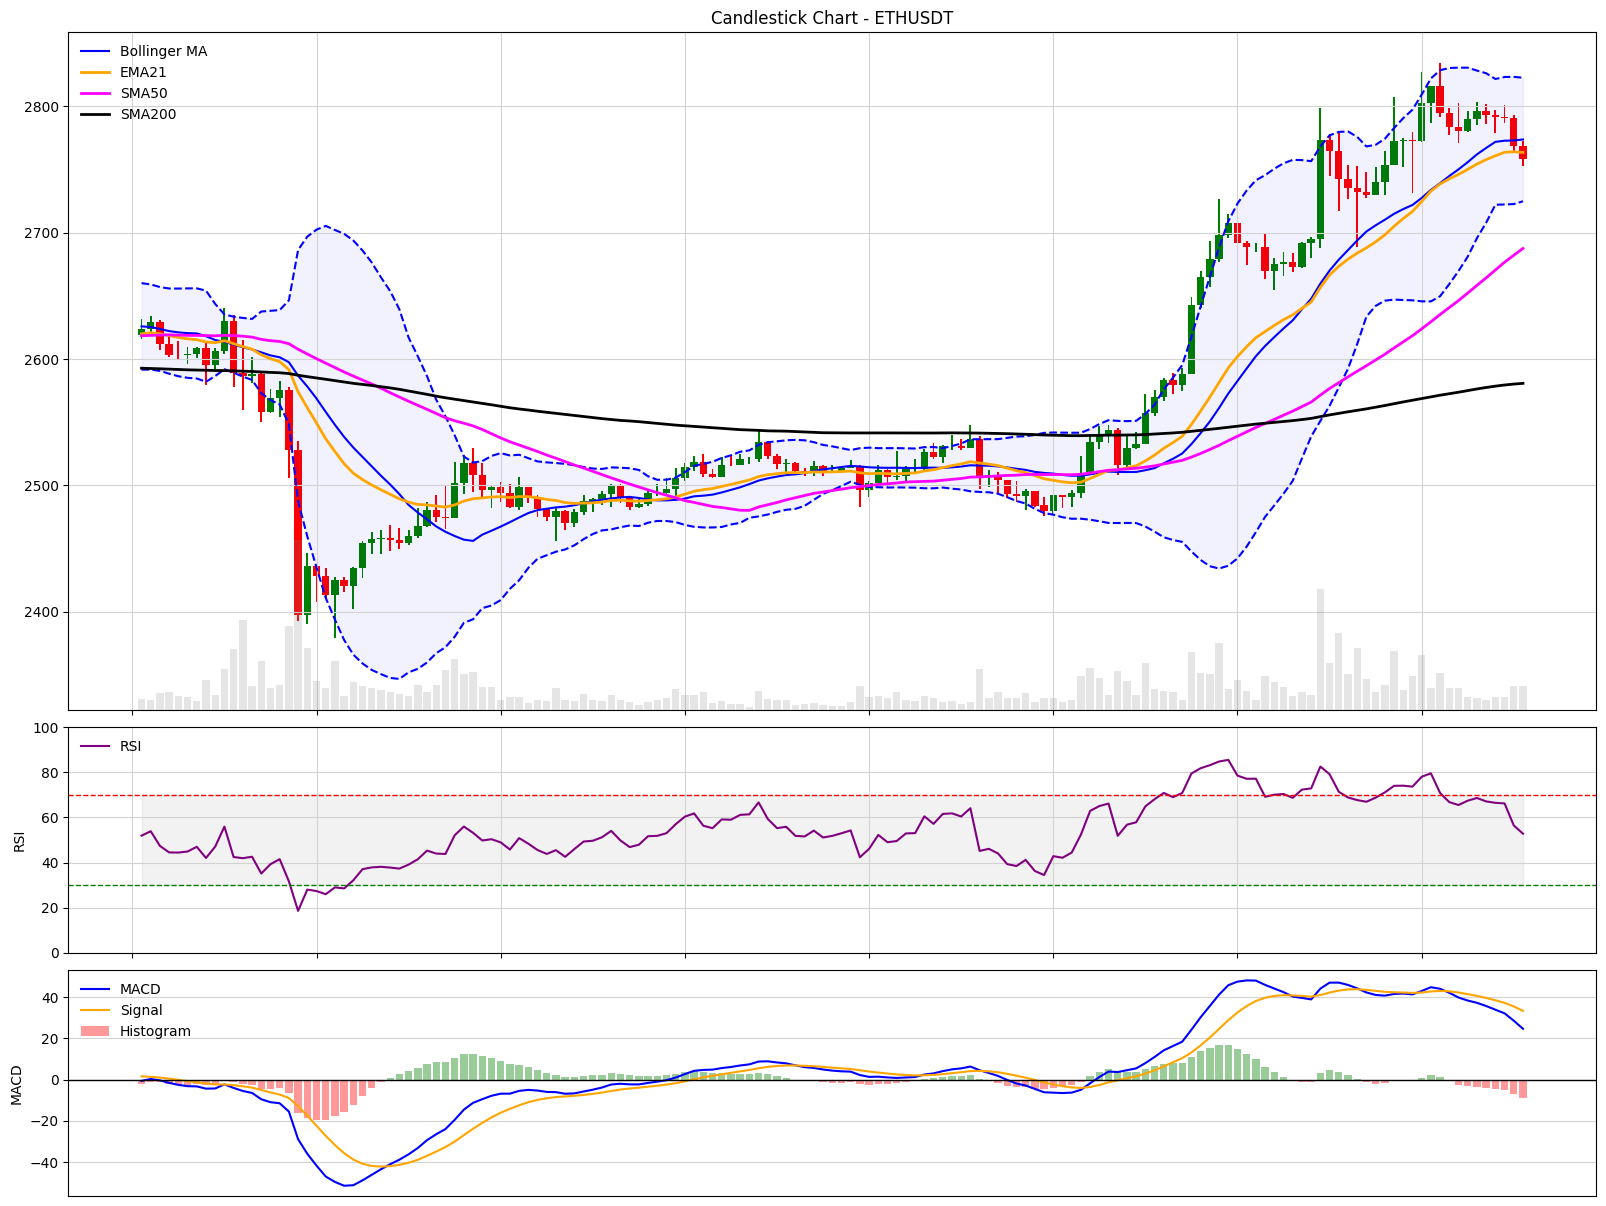 Candlestick Chart - ETHUSDT
Bollinger MA
EMA21
SMA50
SMA200
2800
2700
2600
2500
2400
100
80
60
40
20
0
RSI
RSI
40
20
0
−20
−40
MACD
MACD
Signal
Histogram